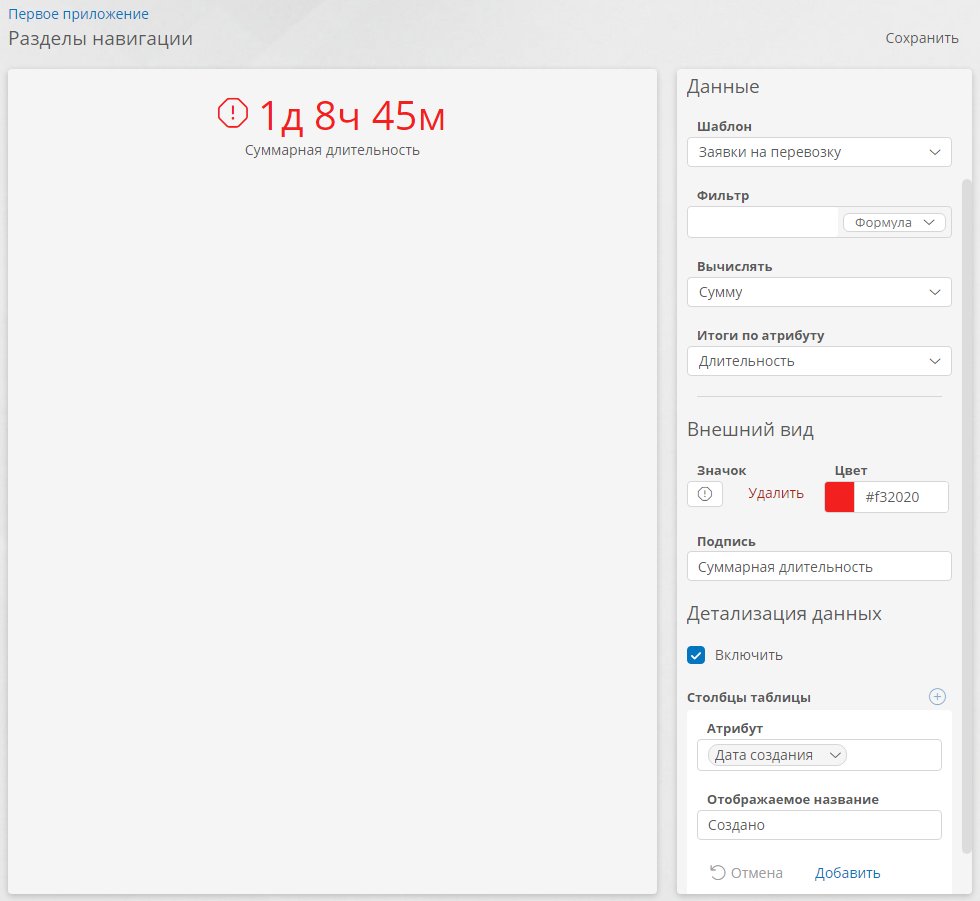 Первое приложение
Разделы навигации
Сохранить
1д 8ч 45м
Суммарная длительность
Данные
Шаблон
Заявки на перевозку
Фильтр
Формула
Вычислять
Сумму
Итоги по атрибуту
Длительность
Внешний вид
Значок Цвет
Удалить #f32020
Подпись
Суммарная длительность
Детализация данных
Включить
Столбцы таблицы
Атрибут
Дата создания
Отображаемое название
Создано
Отмена Добавить